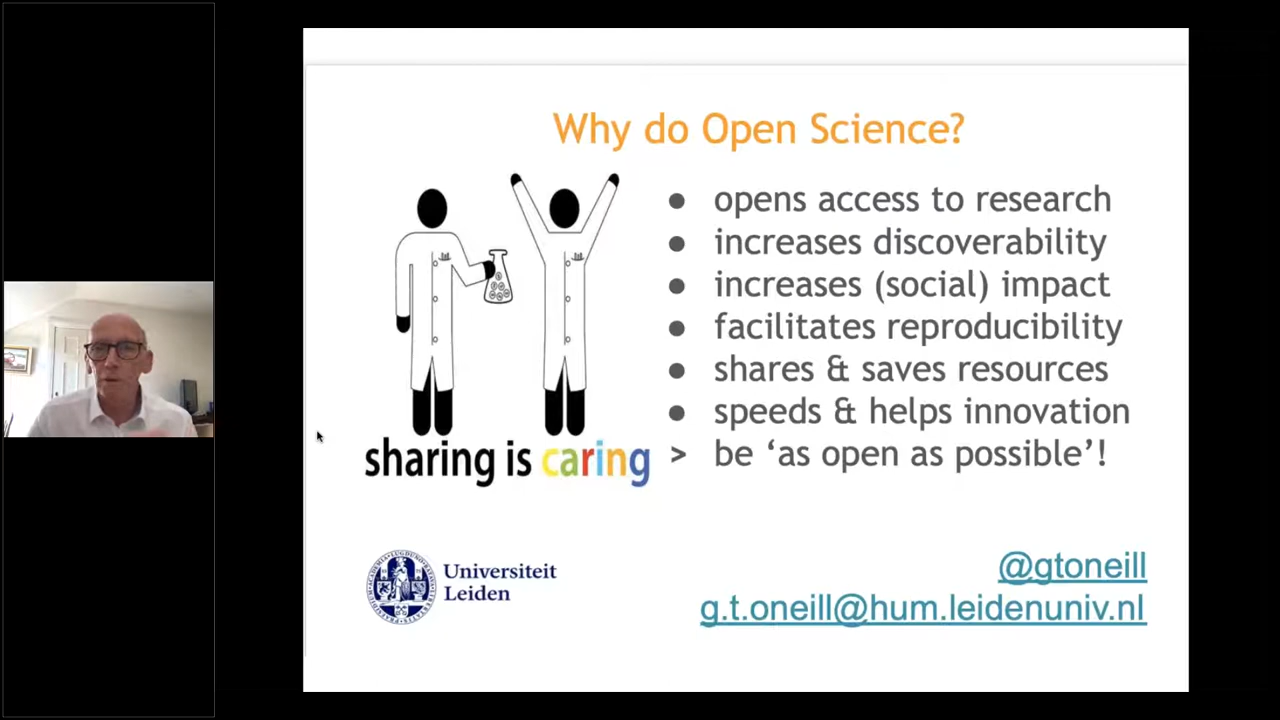 Why do Open Science?
● opens access to research
● increases discoverability
● increases (social) impact
● facilitates reproducibility
● shares & saves resources
● speeds & helps innovation
> be ‘as open as possible’!
sharing is caring
Universiteit
Leiden
@gtoneill
g.t.oneill@hum.leidenuniv.nl